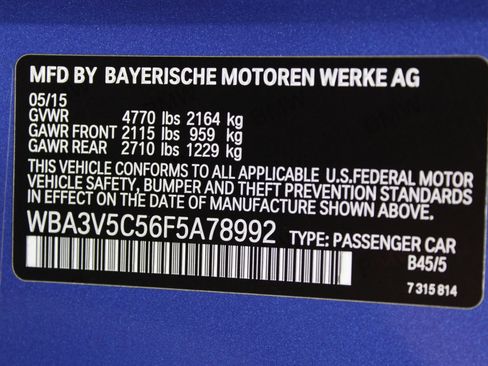 MFD BY BAYERISCHE MOTOREN WERKE AG
05/15
GVWR 4770 lbs 2164 kg
GAWR FRONT 2115 lbs 959 kg
GAWR REAR 2710 lbs 1229 kg
THIS VEHICLE CONFORMS TO ALL APPLICABLE U.S.FEDERAL MOTOR
VEHICLE SAFETY, BUMPER AND THEFT PREVENTION STANDARDS
IN EFFECT ON THE DATE OF MANUFACTURE SHOWN ABOVE.
WBA3V5C56F5A78992 TYPE: PASSENGER CAR
B45/5
7 315 814